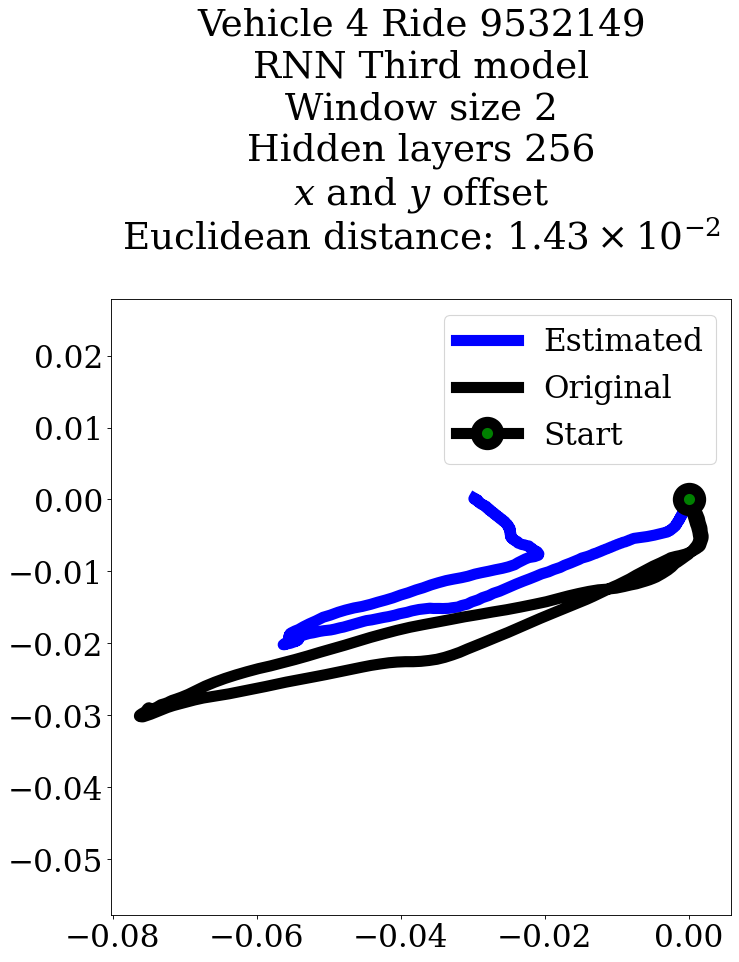 Vehicle 4 Ride 9532149
RNN Third model
Window size 2
Hidden layers 256
x and y offset
Euclidean distance: 1.43 × 10⁻²
Estimated
Original
Start
0.02
0.01
0.00
−0.01
−0.02
−0.03
−0.04
−0.05
−0.08 −0.06 −0.04 −0.02 0.00